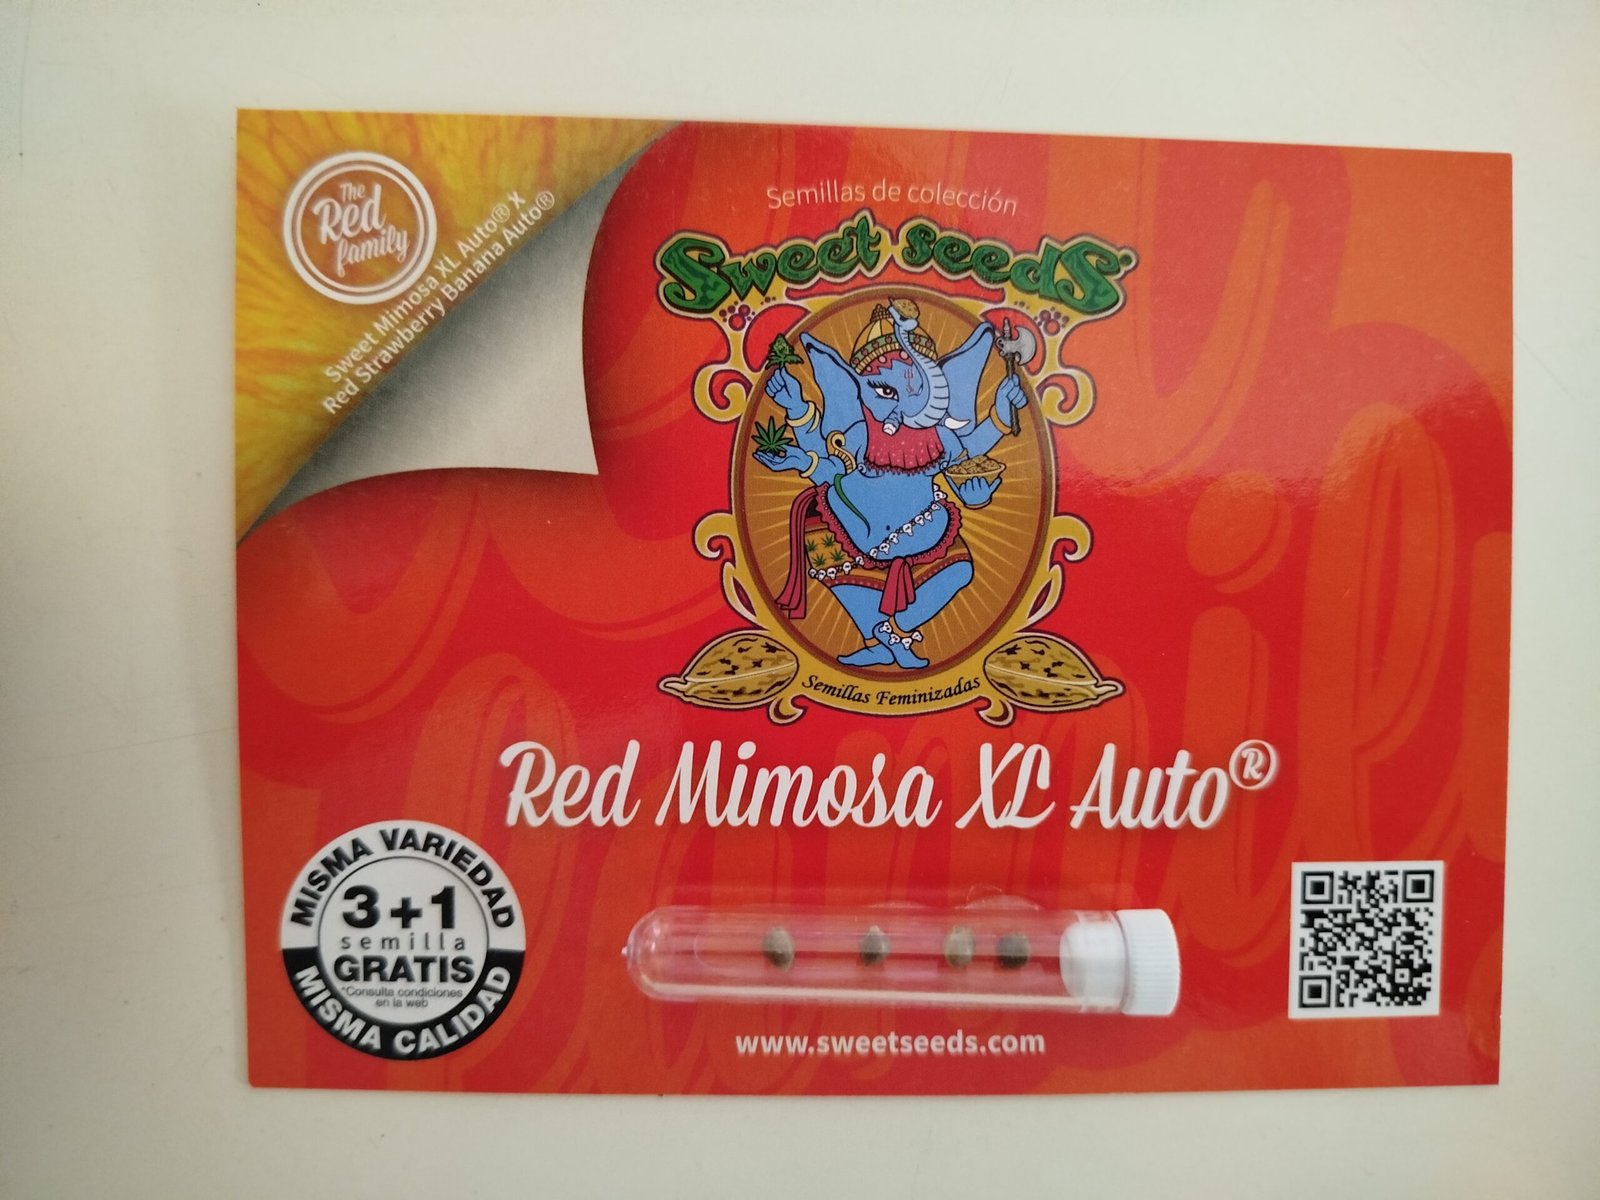 The
Red
family
Sweet Mimosa XL Auto® X
Red Strawberry Banana Auto®
Semillas de colección
Sweet seeds®
Semillas Feminizadas
Red Mimosa XL Auto®
MISMA VARIEDAD
3+1
semilla
GRATIS
*Consulta condiciones
en la web
MISMA CALIDAD
www.sweetseeds.com